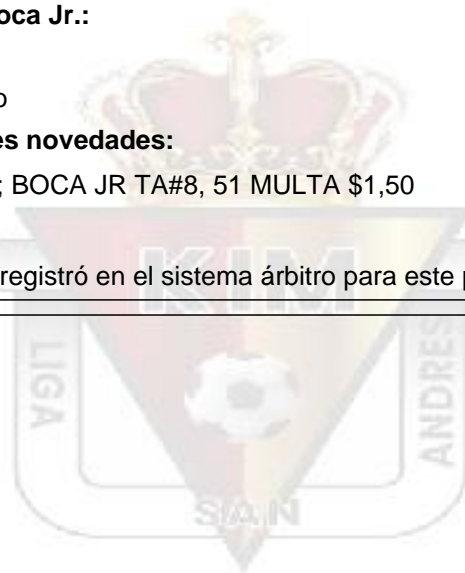 oca Jr.:
o
es novedades:
; BOCA JR TA#8, 51 MULTA $1,50
registró en el sistema árbitro para este p
KIM
LIGA
ANDRES
SAN